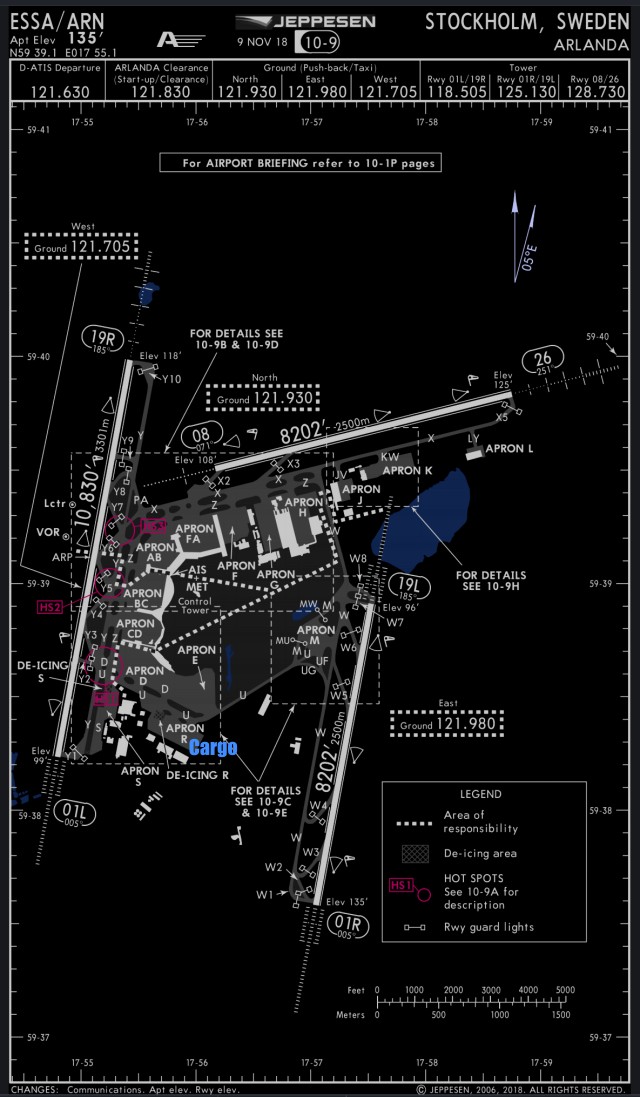 ESSA/ARN
Apt Elev 135'
N59 39.1 E017 55.1
JEPPESEN
9 NOV 18 10-9
STOCKHOLM, SWEDEN
ARLANDA
D-ATIS Departure
121.630
ARLANDA Clearance
(Start-up/Clearance)
121.830
Ground (Push-back/Taxi)
North East West
121.930 121.980 121.705
Tower
Rwy 01L/19R Rwy 01R/19L Rwy 08/26
118.505 125.130 128.730
17-55 17-56 17-57 17-58 17-59
59-41 59-41
For AIRPORT BRIEFING refer to 10-1P pages
05°E
West
Ground 121.705
19R
185°
Elev 118'
Y10
FOR DETAILS SEE
10-9B & 10-9D
59-40
59-40
26
251°
Elev
125'
North
Ground 121.930
08
071°
8202' 2500m
X5
X
LY
APRON L
KW
APRON K
Elev 108'
X2
X3
JV
APRON
J
X
Z
APRON
H
10,830' 3301m
Y9
Y
Y8
PA
Y7
X
Lctr
VOR
ARP
Y6
APRON
FA
APRON
AB
Z
Y
Z
Y5
HS2
Y4
APRON
F
APRON
G
AIS
+
MET
Control
Tower
APRON
BC
APRON
CD
59-39
59-39
FOR DETAILS
SEE 10-9H
W
W8
19L
185°
Elev 96'
W7
MW M
APRON
M
MU
M
U
UF
UG
W
W6
W5
Y3
Y Z
DE-ICING
S
Y2
D
U
APRON
D
U
D
APRON
E
U
U
APRON
R
Cargo
Y S
Elev
99'
Y1
APRON
S
DE-ICING R
East
Ground 121.980
FOR DETAILS
SEE 10-9C
& 10-9E
W
8202' 2500m
W4
W
W3
W2
W1
Elev 135'
01R
005°
01L
005°
59-38
59-38
LEGEND
Area of
responsibility
De-icing area
HS1
HOT SPOTS
See 10-9A for
description
Rwy guard lights
Feet 0 1000 2000 3000 4000 5000
Meters 0 500 1000 1500
59-37 59-37
17-55 17-56 17-57 17-58 17-59
CHANGES: Communications. Apt elev. Rwy elev.
© JEPPESEN, 2006, 2018. ALL RIGHTS RESERVED.